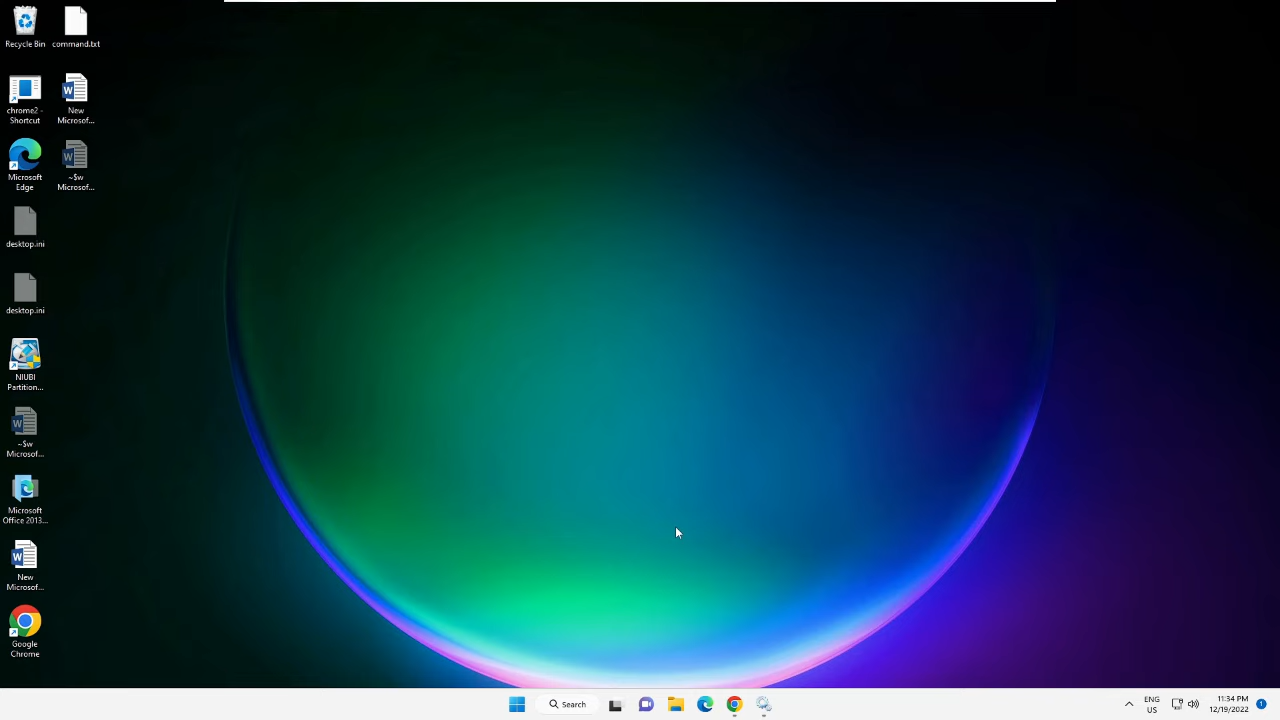 Recycle Bin
command.txt
chrome2 -
Shortcut
New
Microsof...
Microsoft
Edge
~$w
Microsof...
desktop.ini
desktop.ini
NIUBI
Partition...
~$w
Microsof...
Microsoft
Office 2013...
New
Microsof...
Google
Chrome
Search
ENG
US
11:34 PM
12/19/2022
1